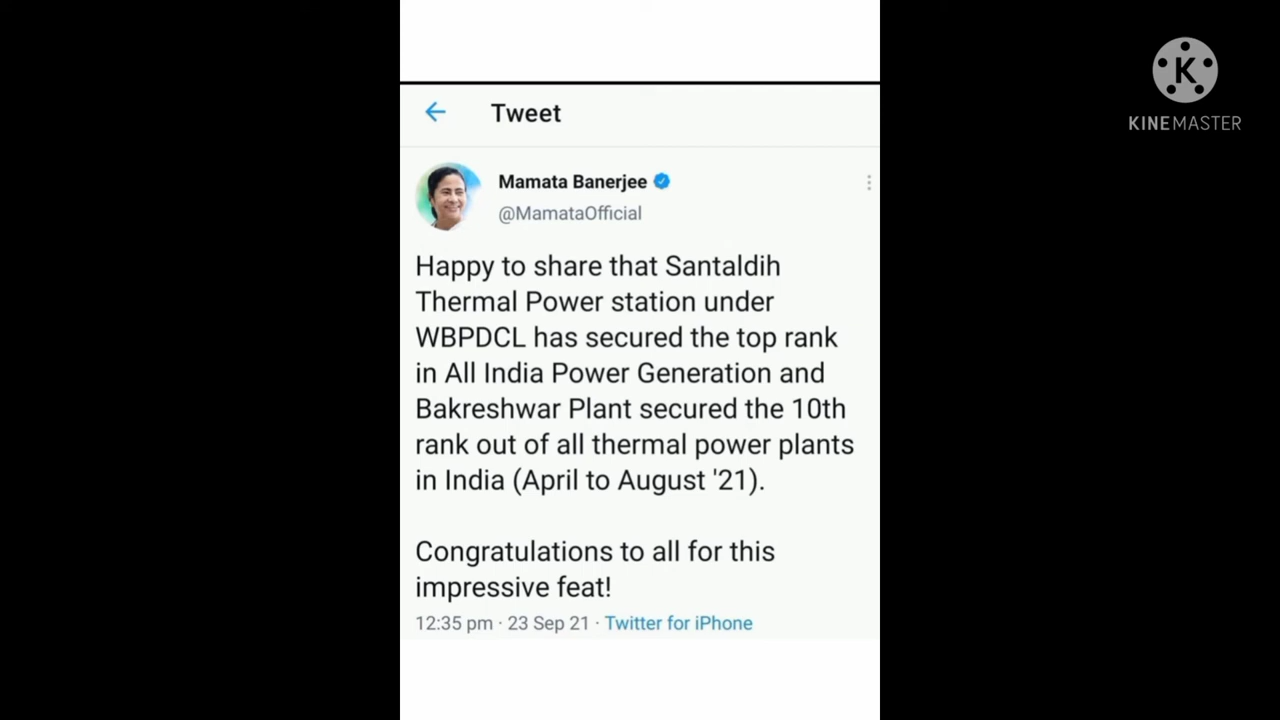 Tweet
K
KINEMASTER
Mamata Banerjee
@MamataOfficial
Happy to share that Santaldih
Thermal Power station under
WBPDCL has secured the top rank
in All India Power Generation and
Bakreshwar Plant secured the 10th
rank out of all thermal power plants
in India (April to August '21).
Congratulations to all for this
impressive feat!
12:35 pm · 23 Sep 21 · Twitter for iPhone